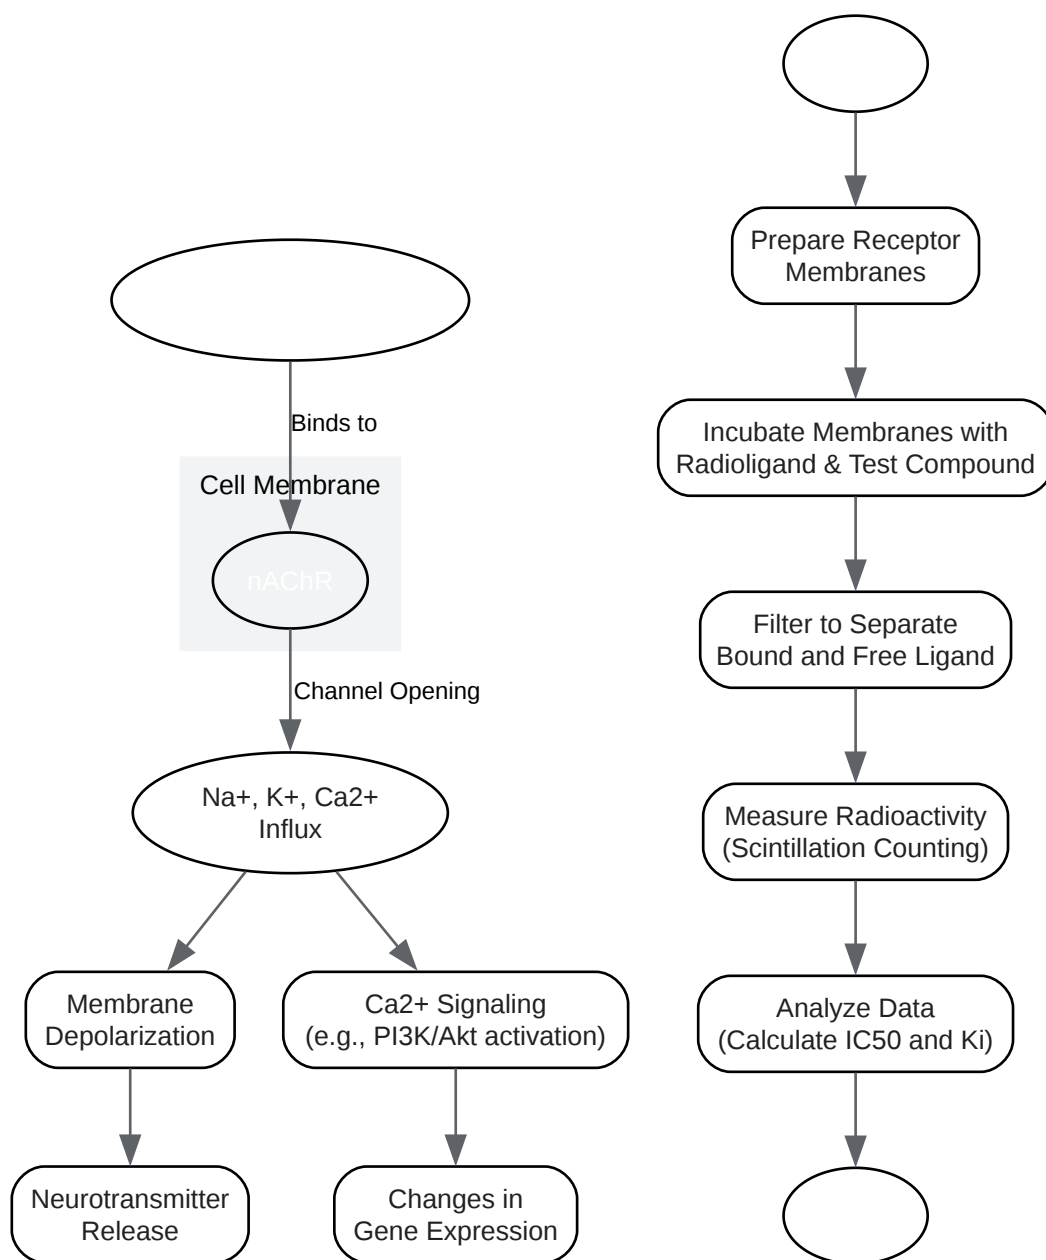 Binds to
Cell Membrane
nAChR
Channel Opening
Na+, K+, Ca2+
Influx
Membrane
Depolarization
Ca2+ Signaling
(e.g., PI3K/Akt activation)
Neurotransmitter
Release
Changes in
Gene Expression
Prepare Receptor
Membranes
Incubate Membranes with
Radioligand & Test Compound
Filter to Separate
Bound and Free Ligand
Measure Radioactivity
(Scintillation Counting)
Analyze Data
(Calculate IC50 and Ki)